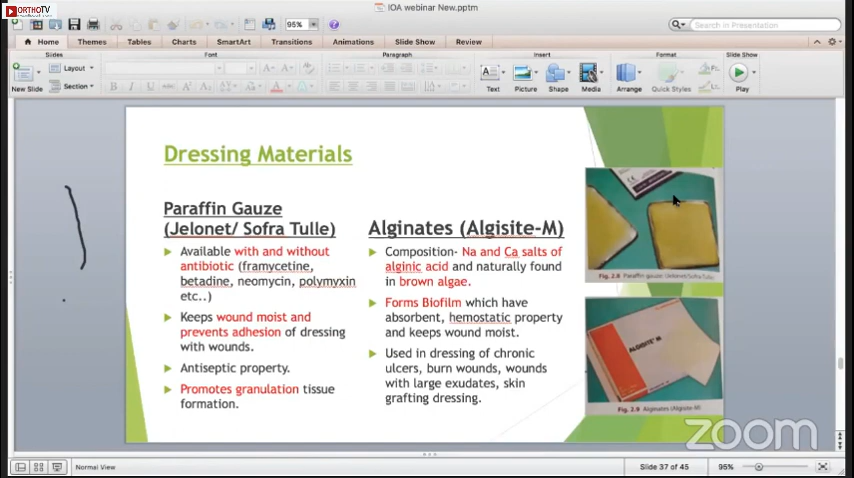 ORTHOTV
IOA webinar New.pptm
95%
Search in Presentation
Home
Themes
Tables
Charts
SmartArt
Transitions
Animations
Slide Show
Review
Slides
Font
Paragraph
Insert
Format
Slide Show
New Slide
Layout
Section
Text
Picture
Shape
Media
Arrange
Quick Styles
Play
Dressing Materials
Paraffin Gauze
(Jelonet/ Sofra Tulle)
Available with and without
antibiotic (framycetine,
betadine, neomycin, polymyxin
etc..)
Keeps wound moist and
prevents adhesion of dressing
with wounds.
Antiseptic property.
Promotes granulation tissue
formation.
Alginates (Algisite-M)
Composition- Na and Ca salts of
alginic acid and naturally found
in brown algae.
Forms Biofilm which have
absorbent, hemostatic property
and keeps wound moist.
Used in dressing of chronic
ulcers, burn wounds, wounds
with large exudates, skin
grafting dressing.
Fig. 2.8 Paraffin gauze (Jelonet/Sofra Tulle)
ALGISITE M
Fig. 2.9 Alginates (Algisite-M)
zoom
Normal View
Slide 37 of 45
95%